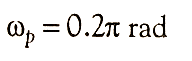 ωₚ = 0.2π rad